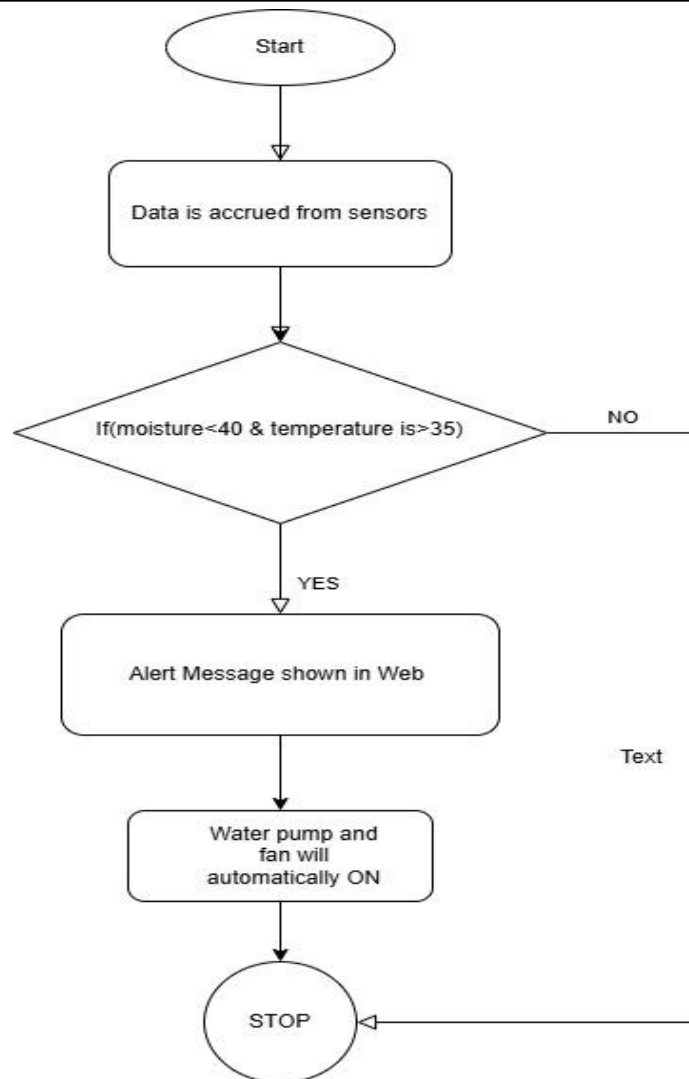 Start
Data is accrued from sensors
If(moisture<40 & temperature is>35)
NO
YES
Alert Message shown in Web
Text
Water pump and
fan will
automatically ON
STOP